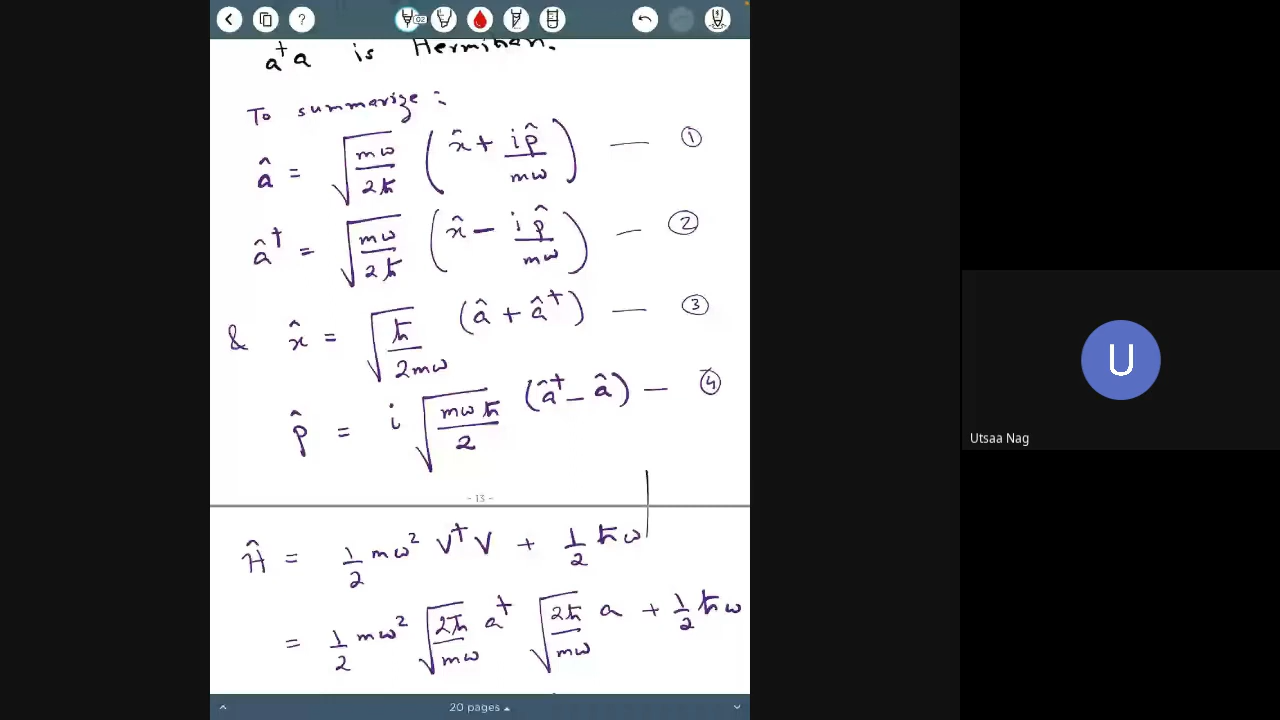 02
a†a is Hermitian.
To summarize :
â = √(mω/2ħ) (x̂ + ip̂/mω) — ①
â† = √(mω/2ħ) (x̂ − ip̂/mω) — ②
& x̂ = √(ħ/2mω) (â + â†) — ③
p̂ = i √(mωħ/2) (â† − â) — ④
- 13 -
Ĥ = 1/2 mω² V†V + 1/2 ħω
= 1/2 mω² √(2ħ/mω) a† √(2ħ/mω) a + 1/2 ħω
20 pages
U
Utsaa Nag